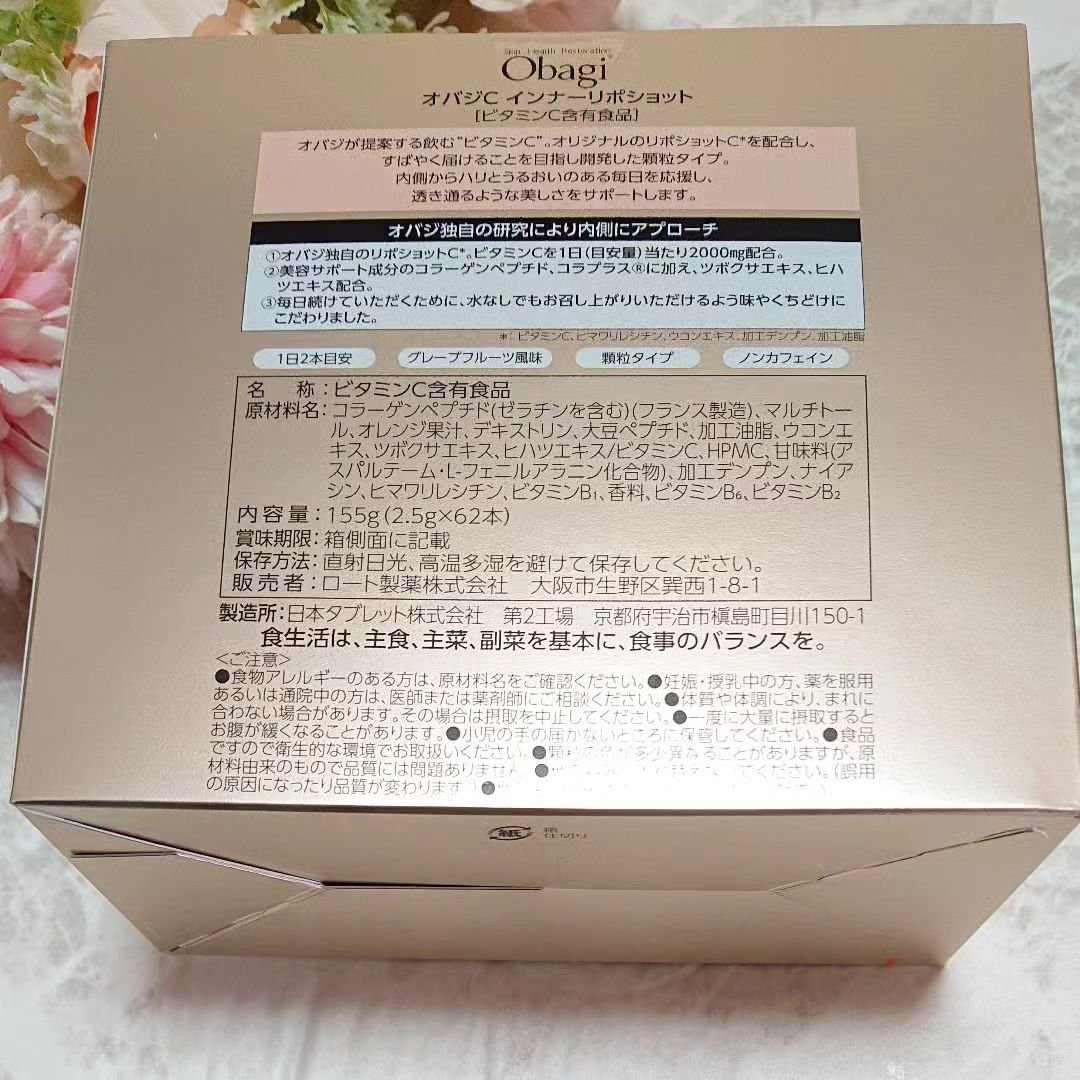 Skin Health Restoration
Obagi
オバジC インナーリポショット
[ビタミンC含有食品]
オバジが提案する飲む"ビタミンC"。オリジナルのリポショットC*を配合し、
すばやく届けることを目指し開発した顆粒タイプ。
内側からハリとうるおいのある毎日を応援し、
透き通るような美しさをサポートします。
オバジ独自の研究により内側にアプローチ
①オバジ独自のリポショットC*。ビタミンCを1日(目安量)当たり2000mg配合。
②美容サポート成分のコラーゲンペプチド、コラプラス®に加え、ツボクサエキス、ヒハ
ツエキス配合。
③毎日続けていただくために、水なしでもお召し上がりいただけるよう味やくちどけに
こだわりました。
*: ビタミンC、ヒマワリレシチン、ウコンエキス、加工デンプン、加工油脂
1日2本目安 グレープフルーツ風味 顆粒タイプ ノンカフェイン
名 称:ビタミンC含有食品
原材料名:コラーゲンペプチド(ゼラチンを含む)(フランス製造)、マルチトー
ル、オレンジ果汁、デキストリン、大豆ペプチド、加工油脂、ウコンエ
キス、ツボクサエキス、ヒハツエキス/ビタミンC、HPMC、甘味料(ア
スパルテーム・L-フェニルアラニン化合物)、加工デンプン、ナイア
シン、ヒマワリレシチン、ビタミンB₁、香料、ビタミンB₆、ビタミンB₂
内容量:155g(2.5g×62本)
賞味期限:箱側面に記載
保存方法:直射日光、高温多湿を避けて保存してください。
販売者:ロート製薬株式会社 大阪市生野区巽西1-8-1
製造所:日本タブレット株式会社 第2工場 京都府宇治市槇島町目川150-1
食生活は、主食、主菜、副菜を基本に、食事のバランスを。
<ご注意>
●食物アレルギーのある方は、原材料名をご確認ください。●妊娠・授乳中の方、薬を服用
あるいは通院中の方は、医師または薬剤師にご相談ください。●体質や体調により、まれに
合わない場合があります。その場合は摂取を中止してください。●一度に大量に摂取すると
お腹が緩くなることがあります。●小児の手の届かないところに保管してください。●食品
ですので衛生的な環境でお取扱いください。●顆粒の色が多少異なることがありますが、原
材料由来のもので品質には問題ありません ● てください。(誤用
の原因になったり品質が変わります ●
紙 箱
仕切り